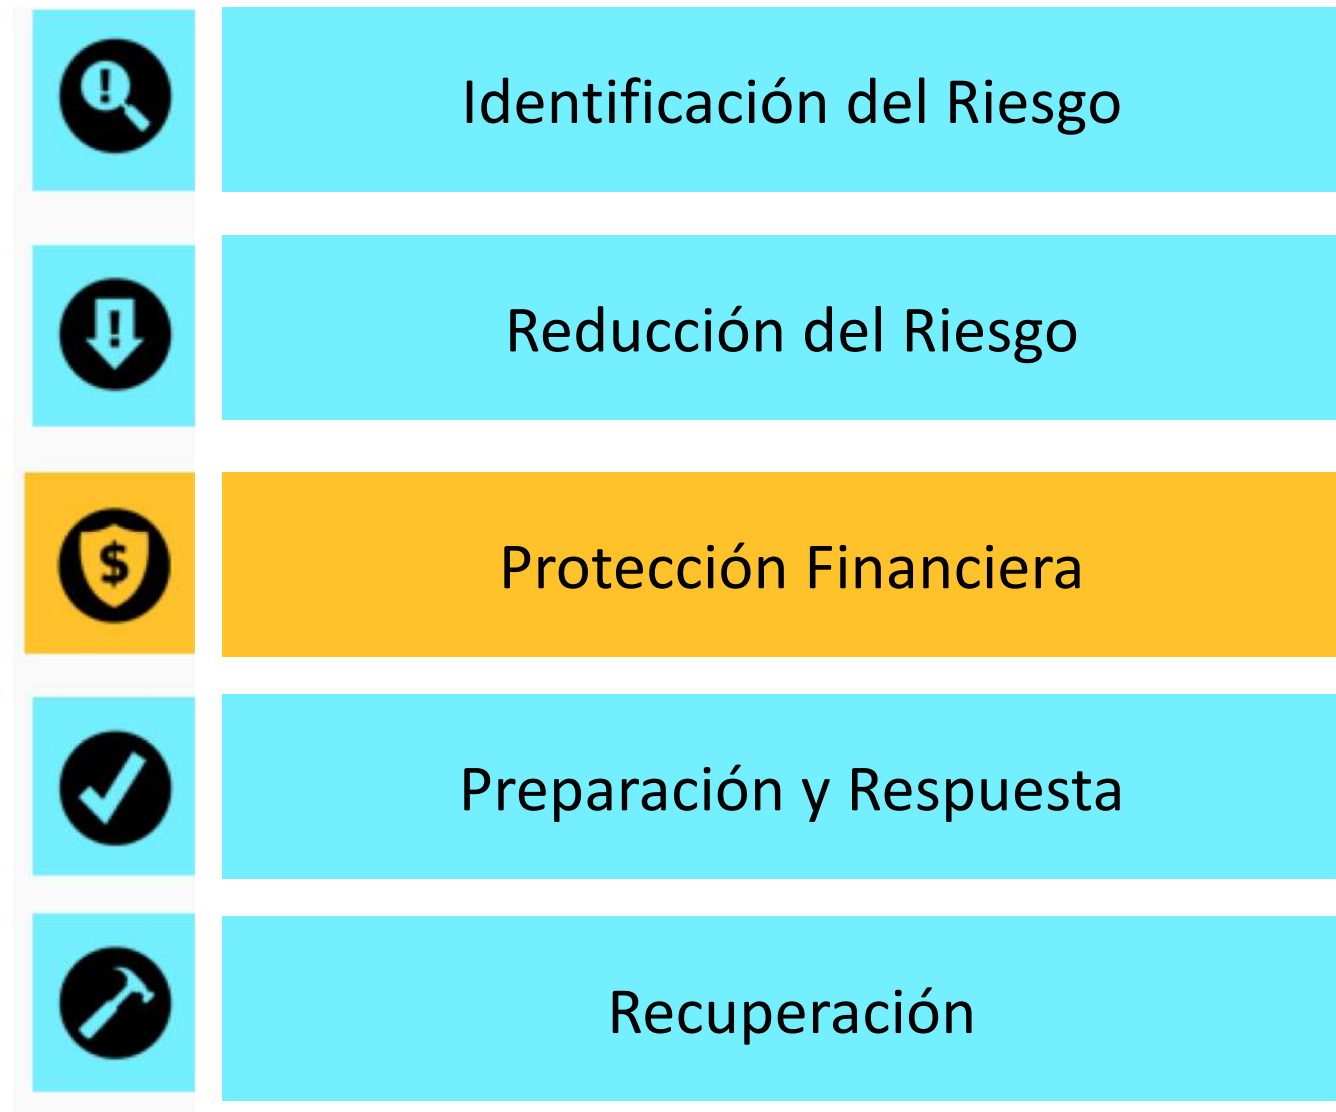 Identificación del Riesgo
Reducción del Riesgo
$
Protección Financiera
Preparación y Respuesta
Recuperación